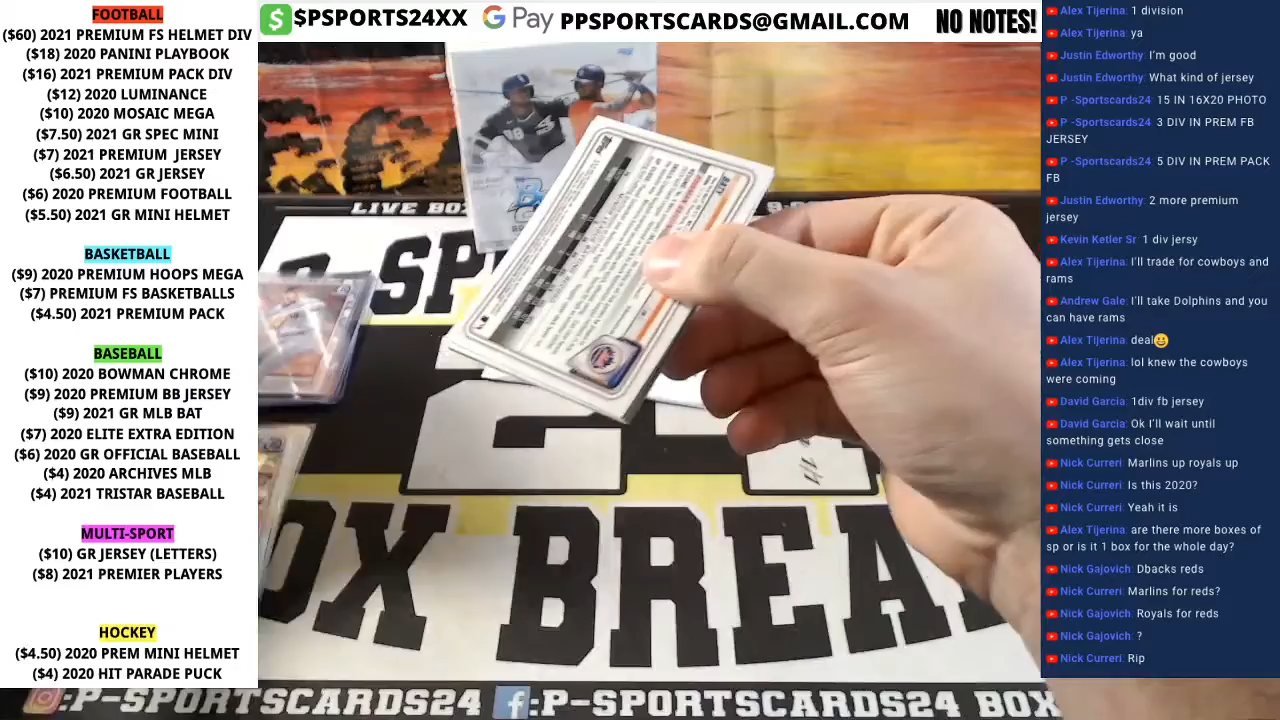 FOOTBALL
($60) 2021 PREMIUM FS HELMET DIV
($18) 2020 PANINI PLAYBOOK
($16) 2021 PREMIUM PACK DIV
($12) 2020 LUMINANCE
($10) 2020 MOSAIC MEGA
($7.50) 2021 GR SPEC MINI
($7) 2021 PREMIUM JERSEY
($6.50) 2021 GR JERSEY
($6) 2020 PREMIUM FOOTBALL
($5.50) 2021 GR MINI HELMET
BASKETBALL
($9) 2020 PREMIUM HOOPS MEGA
($7) PREMIUM FS BASKETBALLS
($4.50) 2021 PREMIUM PACK
BASEBALL
($10) 2020 BOWMAN CHROME
($9) 2020 PREMIUM BB JERSEY
($9) 2021 GR MLB BAT
($7) 2020 ELITE EXTRA EDITION
($6) 2020 GR OFFICIAL BASEBALL
($4) 2020 ARCHIVES MLB
($4) 2021 TRISTAR BASEBALL
MULTI-SPORT
($10) GR JERSEY (LETTERS)
($8) 2021 PREMIER PLAYERS
HOCKEY
($4.50) 2020 PREM MINI HELMET
($4) 2020 HIT PARADE PUCK
$PSPORTS24XX G Pay PPSPORTSCARDS@GMAIL.COM NO NOTES!
LIVE BO
SP
24
OX BREA
:P-SPORTSCARDS24 :P-SPORTSCARDS24 BOX
Alex Tijerina: 1 division
Alex Tijerina: ya
Justin Edworthy: I'm good
Justin Edworthy: What kind of jersey
P -Sportscards24 15 IN 16X20 PHOTO
P -Sportscards24 3 DIV IN PREM FB
JERSEY
P -Sportscards24 5 DIV IN PREM PACK
FB
Justin Edworthy: 2 more premium
jersey
Kevin Ketler Sr: 1 div jersy
Alex Tijerina: I'll trade for cowboys and
rams
Andrew Gale: I'll take Dolphins and you
can have rams
Alex Tijerina: deal😀
Alex Tijerina: lol knew the cowboys
were coming
David Garcia: 1div fb jersey
David Garcia: Ok I'll wait until
something gets close
Nick Curreri: Marlins up royals up
Nick Curreri: Is this 2020?
Nick Curreri: Yeah it is
Alex Tijerina: are there more boxes of
sp or is it 1 box for the whole day?
Nick Gajovich: Dbacks reds
Nick Curreri: Marlins for reds?
Nick Gajovich: Royals for reds
Nick Gajovich: ?
Nick Curreri: Rip